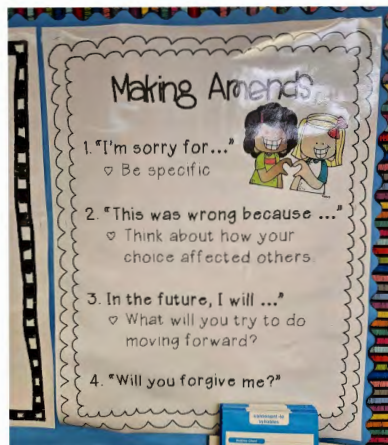 Making Amends
1. "I'm sorry for..."
♡ Be specific
2. "This was wrong because ..."
♡ Think about how your
choice affected others
3. In the future, I will ..."
♡ What will you try to do
moving forward?
4. "Will you forgive me?"